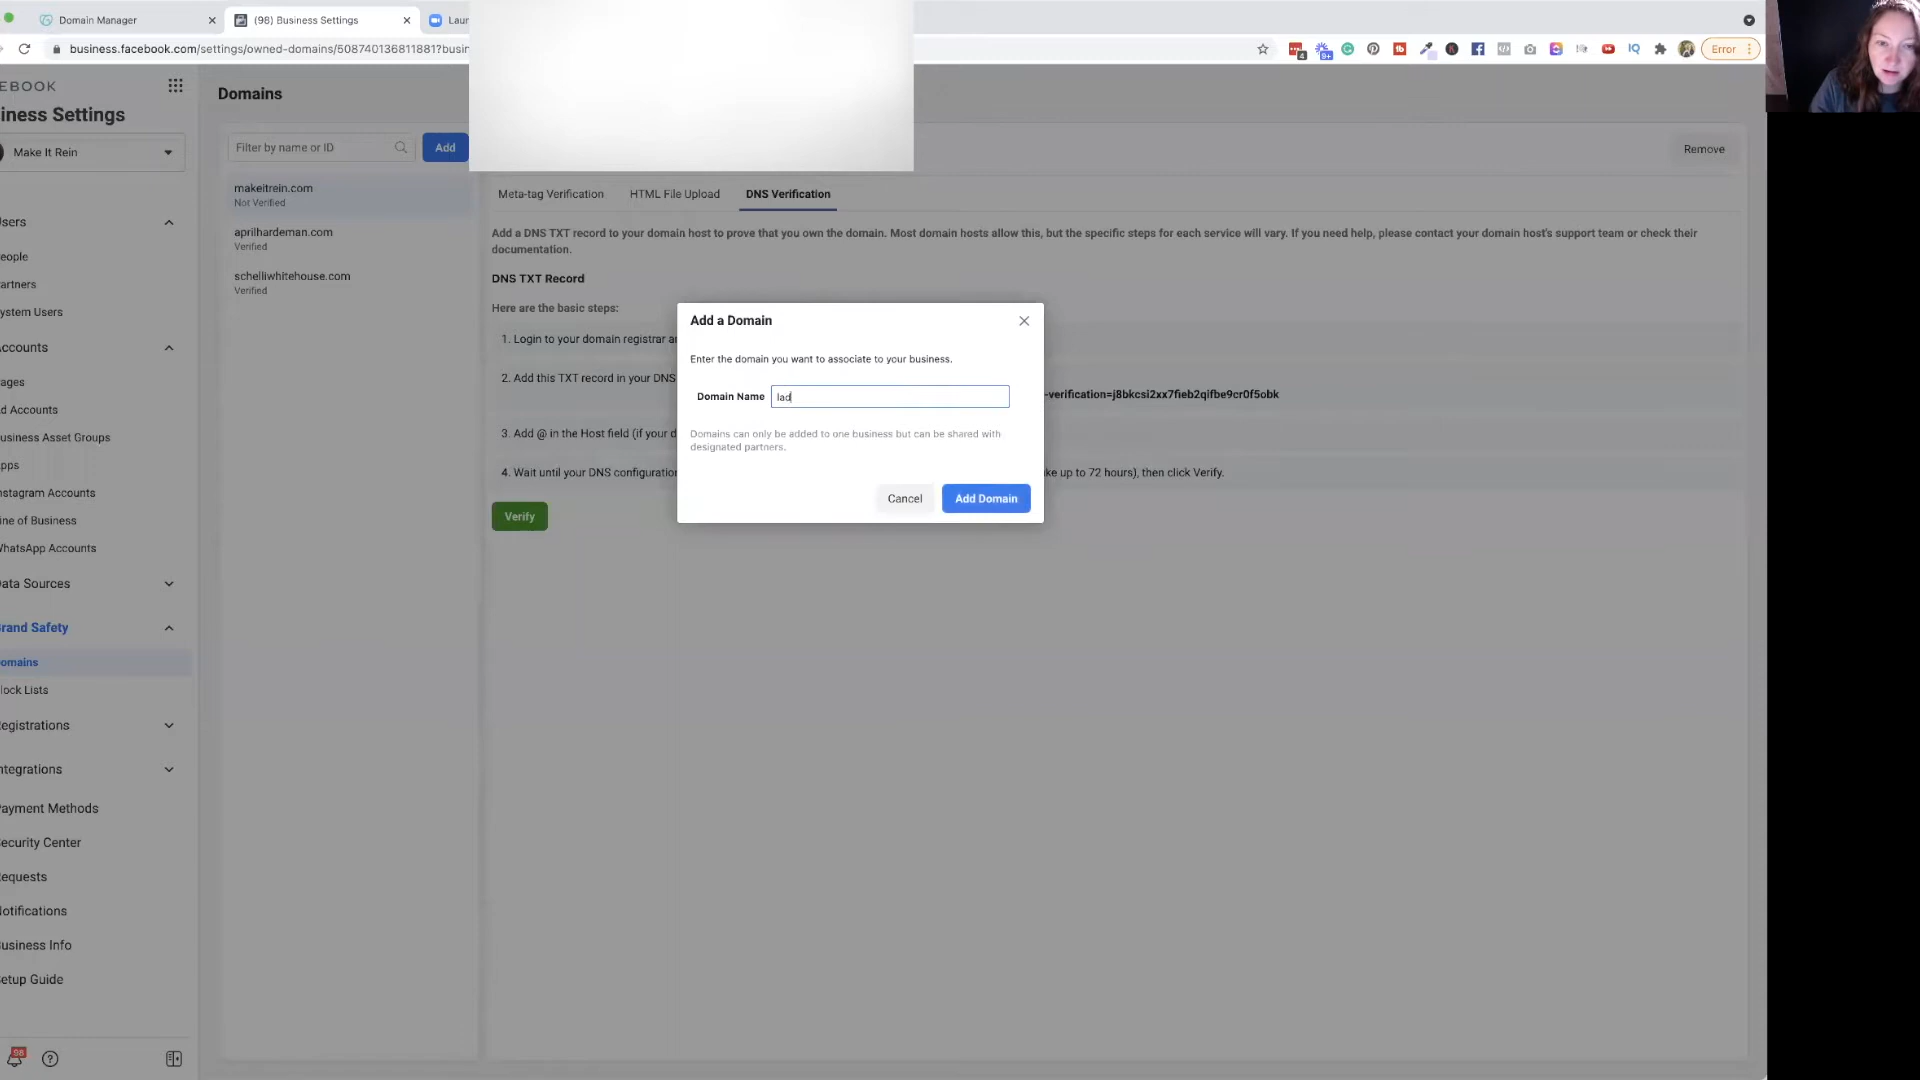 Domain Manager
(98) Business Settings
Laun
business.facebook.com/settings/owned-domains/508740136811881?busin
Error
EBOOK
iness Settings
Make It Rein
Domains
Filter by name or ID
Add
Remove
makeitrein.com
Not Verified
aprilhardeman.com
Verified
schelliwhitehouse.com
Verified
sers
eople
artners
ystem Users
ccounts
ages
d Accounts
usiness Asset Groups
pps
nstagram Accounts
ine of Business
WhatsApp Accounts
ata Sources
rand Safety
omains
lock Lists
egistrations
ntegrations
ayment Methods
ecurity Center
equests
otifications
usiness Info
etup Guide
98
Meta-tag Verification
HTML File Upload
DNS Verification
Add a DNS TXT record to your domain host to prove that you own the domain. Most domain hosts allow this, but the specific steps for each service will vary. If you need help, please contact your domain host's support team or check their
documentation.
DNS TXT Record
Here are the basic steps:
1. Login to your domain registrar a
2. Add this TXT record in your DNS
-verification=j8bkcsi2xx7fieb2qifbe9cr0f5obk
3. Add @ in the Host field (if your d
4. Wait until your DNS configuration
ke up to 72 hours), then click Verify.
Verify
Add a Domain
Enter the domain you want to associate to your business.
Domain Name
lad
Domains can only be added to one business but can be shared with
designated partners.
Cancel
Add Domain